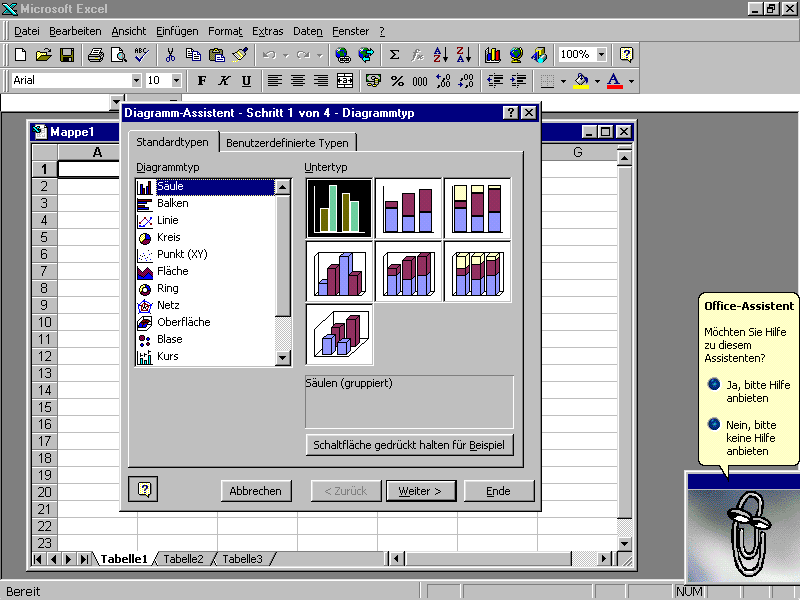 Microsoft Excel
Datei Bearbeiten Ansicht Einfügen Format Extras Daten Fenster ?
100%
Arial 10 F K U % 000
Mappe1
A G
1
2
3
4
5
6
7
8
9
10
11
12
13
14
15
16
17
18
19
20
21
22
23
Diagramm-Assistent - Schritt 1 von 4 - Diagrammtyp
Standardtypen Benutzerdefinierte Typen
Diagrammtyp Untertyp
Säule
Balken
Linie
Kreis
Punkt (XY)
Fläche
Ring
Netz
Oberfläche
Blase
Kurs
Säulen (gruppiert)
Schaltfläche gedrückt halten für Beispiel
Abbrechen < Zurück Weiter > Ende
Office-Assistent
Möchten Sie Hilfe
zu diesem
Assistenten?
Ja, bitte Hilfe
anbieten
Nein, bitte
keine Hilfe
anbieten
Tabelle1 Tabelle2 Tabelle3
Bereit NUM